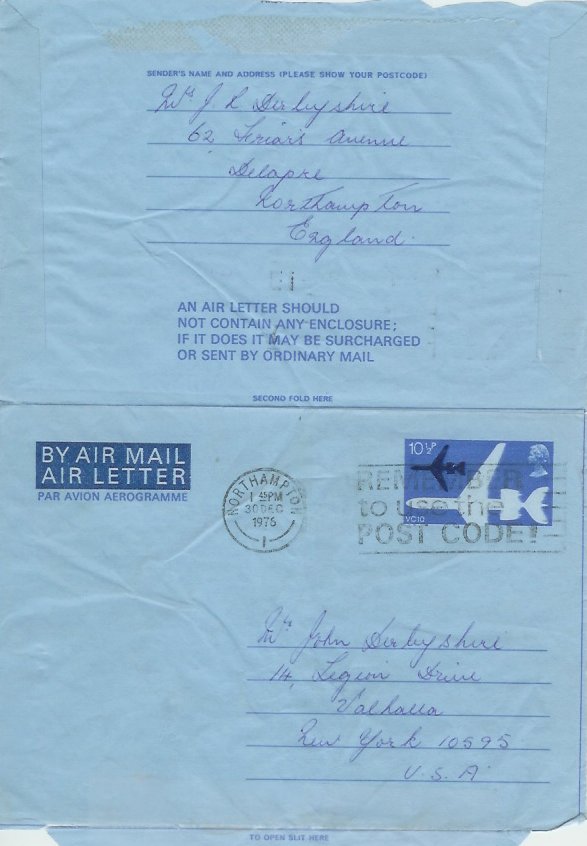 SENDER'S NAME AND ADDRESS (PLEASE SHOW YOUR POSTCODE)
Mrs J R Derbyshire
62 Friars Avenue
Delapre
Northampton
England.
AN AIR LETTER SHOULD
NOT CONTAIN ANY ENCLOSURE;
IF IT DOES IT MAY BE SURCHARGED
OR SENT BY ORDINARY MAIL
SECOND FOLD HERE
BY AIR MAIL
AIR LETTER
PAR AVION AEROGRAMME
NORTHAMPTON
1 45PM
30 DEC
1976
1
10½P
VC10
REMEMBER
to use the
POST CODE!
Mr John Derbyshire
14, Legion Drive
Valhalla
New York 10595
U.S.A.
TO OPEN SLIT HERE